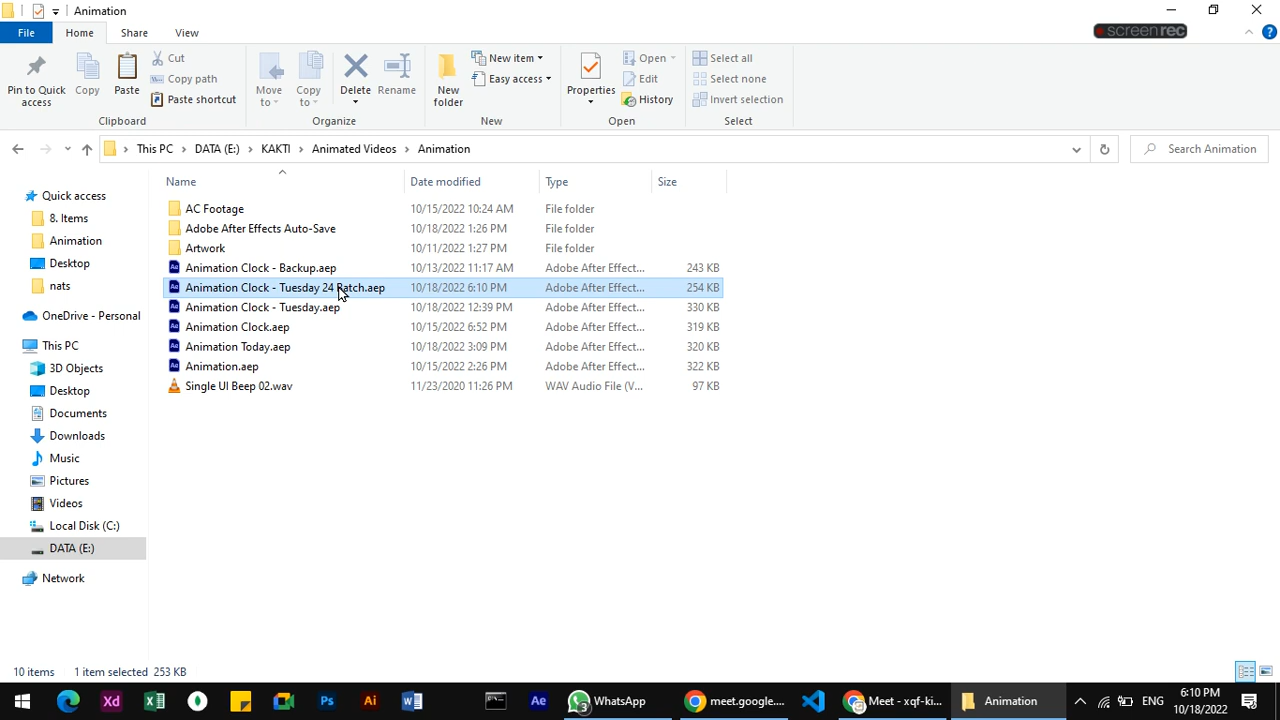 Animation
screenrec
File Home Share View
Pin to Quick access
Copy
Paste
Cut
Copy path
Paste shortcut
Clipboard
Move to
Copy to
Delete
Rename
Organize
New folder
New item
Easy access
New
Properties
Open
Edit
History
Open
Select all
Select none
Invert selection
Select
This PC > DATA (E:) > KAKTI > Animated Videos > Animation
Search Animation
Name Date modified Type Size
Quick access
8. Items
Animation
Desktop
nats
OneDrive - Personal
This PC
3D Objects
Desktop
Documents
Downloads
Music
Pictures
Videos
Local Disk (C:)
DATA (E:)
Network
AC Footage 10/15/2022 10:24 AM File folder
Adobe After Effects Auto-Save 10/18/2022 1:26 PM File folder
Artwork 10/11/2022 1:27 PM File folder
Animation Clock - Backup.aep 10/13/2022 11:17 AM Adobe After Effect... 243 KB
Animation Clock - Tuesday 24 Patch.aep 10/18/2022 6:10 PM Adobe After Effect... 254 KB
Animation Clock - Tuesday.aep 10/18/2022 12:39 PM Adobe After Effect... 330 KB
Animation Clock.aep 10/15/2022 6:52 PM Adobe After Effect... 319 KB
Animation Today.aep 10/18/2022 3:09 PM Adobe After Effect... 320 KB
Animation.aep 10/15/2022 2:26 PM Adobe After Effect... 322 KB
Single UI Beep 02.wav 11/23/2020 11:26 PM WAV Audio File (V... 97 KB
10 items 1 item selected 253 KB
Xd
Ps
Ai
Ae
3
WhatsApp
meet.google....
Meet - xqf-ki...
Animation
ENG
6:10 PM
10/18/2022